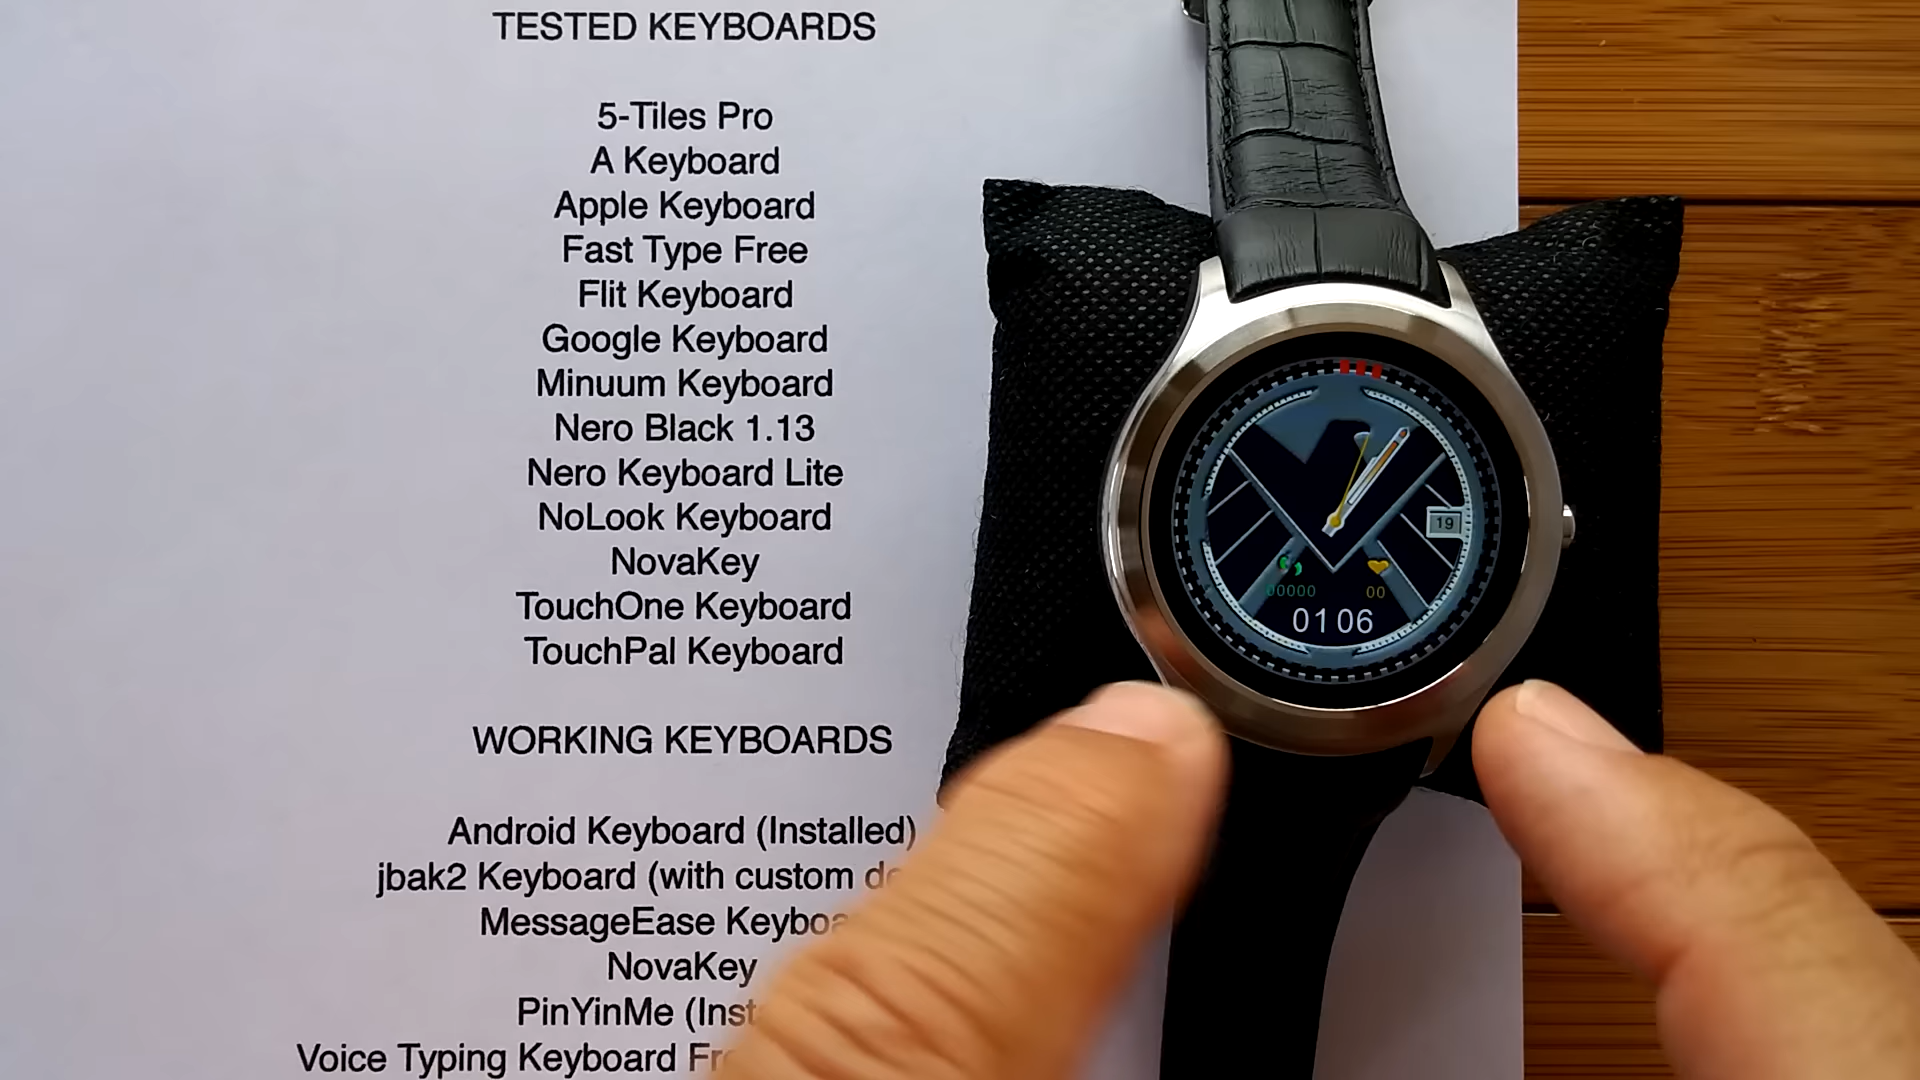 TESTED KEYBOARDS
5-Tiles Pro
A Keyboard
Apple Keyboard
Fast Type Free
Flit Keyboard
Google Keyboard
Minuum Keyboard
Nero Black 1.13
Nero Keyboard Lite
NoLook Keyboard
NovaKey
TouchOne Keyboard
TouchPal Keyboard
WORKING KEYBOARDS
Android Keyboard (Installed)
jbak2 Keyboard (with custom
MessageEase
NovaKey
PinYinMe
Voice Typing Keyboard
19
00000 00
01 06